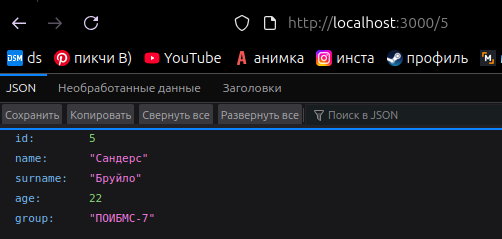 http://localhost:3000/5
DSM ds пикчи В) YouTube A анимка инста профиль
JSON Необработанные данные Заголовки
Сохранить Копировать Свернуть все Развернуть все Поиск в JSON
id: 5
name: "Сандерс"
surname: "Бруйло"
age: 22
group: "ПОИБМС-7"